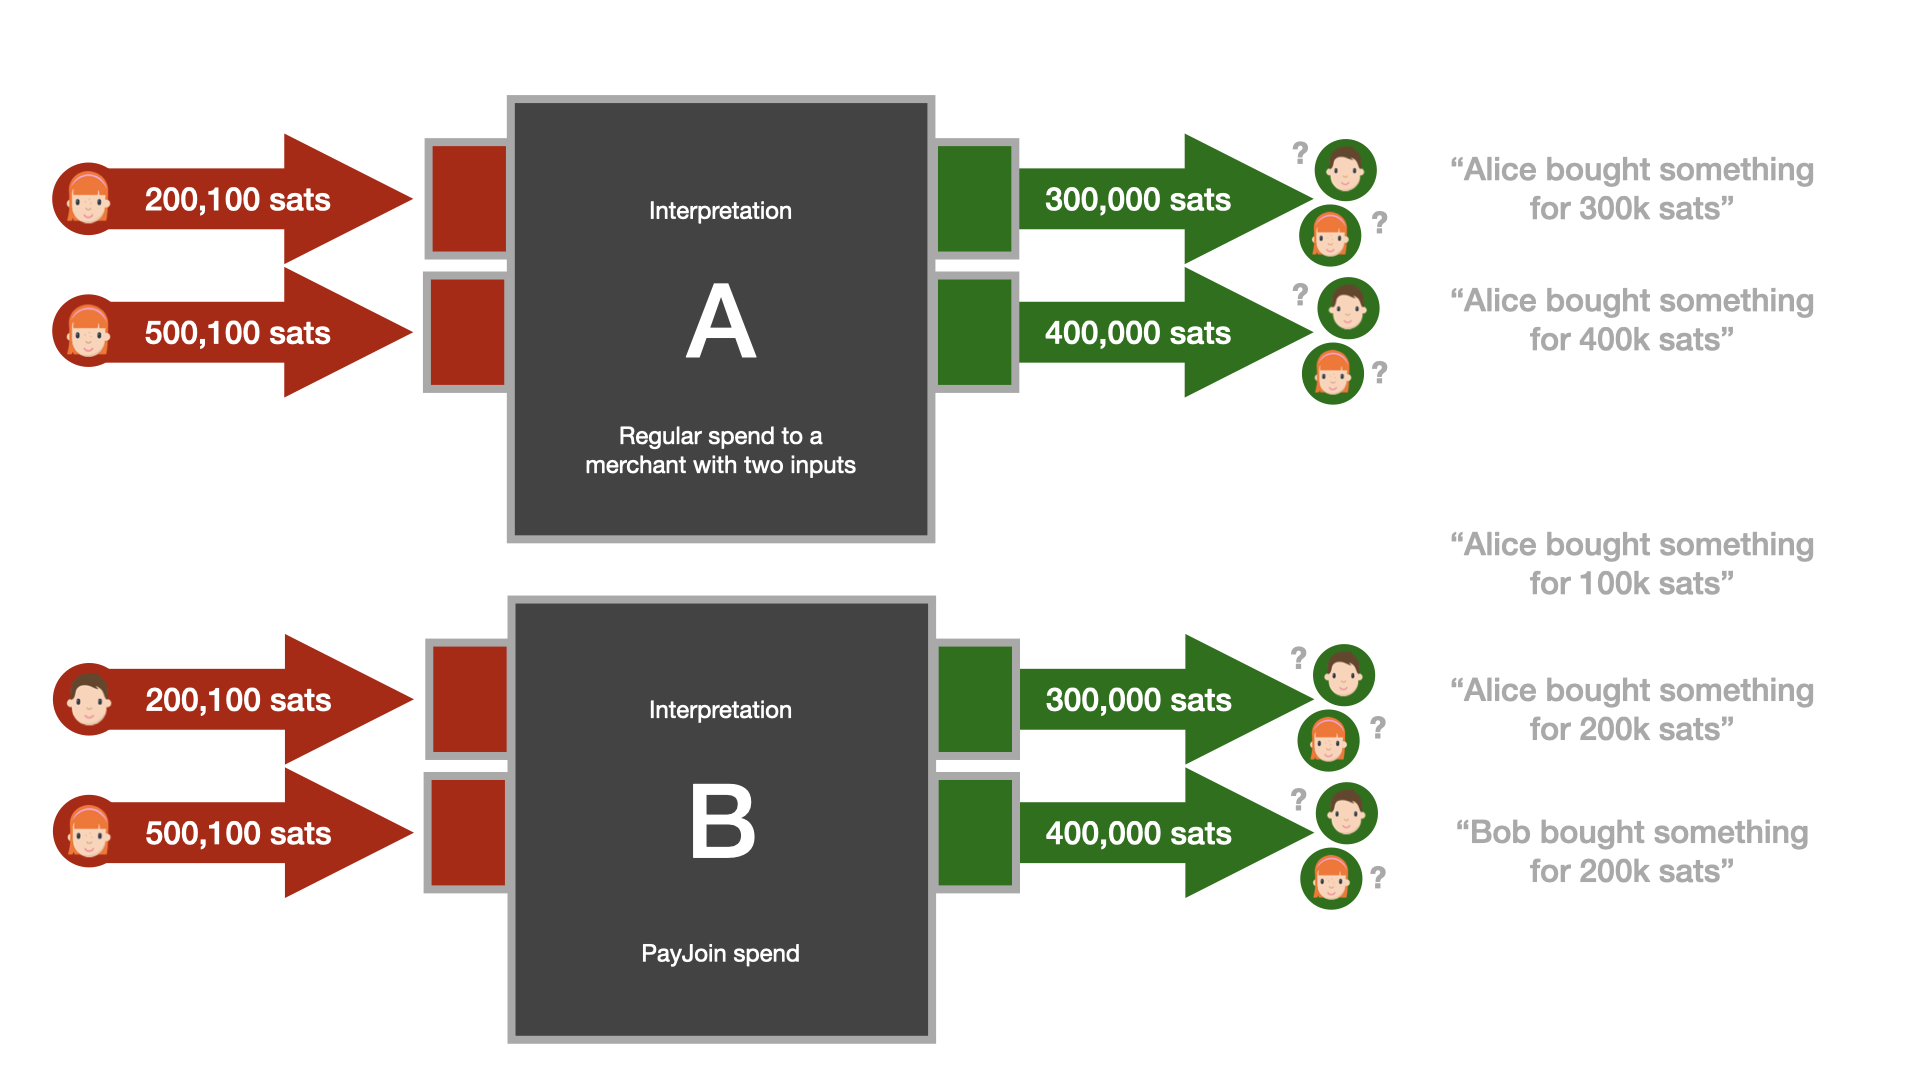 200,100 sats
500,100 sats
Interpretation
A
Regular spend to a
merchant with two inputs
300,000 sats
?
?
400,000 sats
?
?
“Alice bought something
for 300k sats”
“Alice bought something
for 400k sats”
200,100 sats
500,100 sats
Interpretation
B
PayJoin spend
300,000 sats
?
?
400,000 sats
?
?
“Alice bought something
for 100k sats”
“Alice bought something
for 200k sats”
“Bob bought something
for 200k sats”